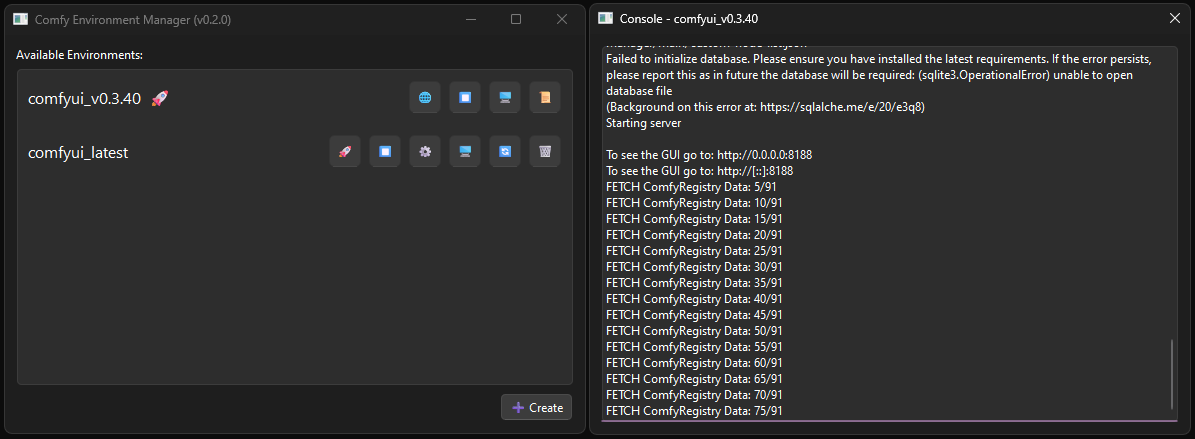 Comfy Environment Manager (v0.2.0)
Available Environments:
comfyui_v0.3.40
comfyui_latest
Create
Console - comfyui_v0.3.40
Failed to initialize database. Please ensure you have installed the latest requirements. If the error persists,
please report this as in future the database will be required: (sqlite3.OperationalError) unable to open
database file
(Background on this error at: https://sqlalche.me/e/20/e3q8)
Starting server
To see the GUI go to: http://0.0.0.0:8188
To see the GUI go to: http://[::]:8188
FETCH ComfyRegistry Data: 5/91
FETCH ComfyRegistry Data: 10/91
FETCH ComfyRegistry Data: 15/91
FETCH ComfyRegistry Data: 20/91
FETCH ComfyRegistry Data: 25/91
FETCH ComfyRegistry Data: 30/91
FETCH ComfyRegistry Data: 35/91
FETCH ComfyRegistry Data: 40/91
FETCH ComfyRegistry Data: 45/91
FETCH ComfyRegistry Data: 50/91
FETCH ComfyRegistry Data: 55/91
FETCH ComfyRegistry Data: 60/91
FETCH ComfyRegistry Data: 65/91
FETCH ComfyRegistry Data: 70/91
FETCH ComfyRegistry Data: 75/91